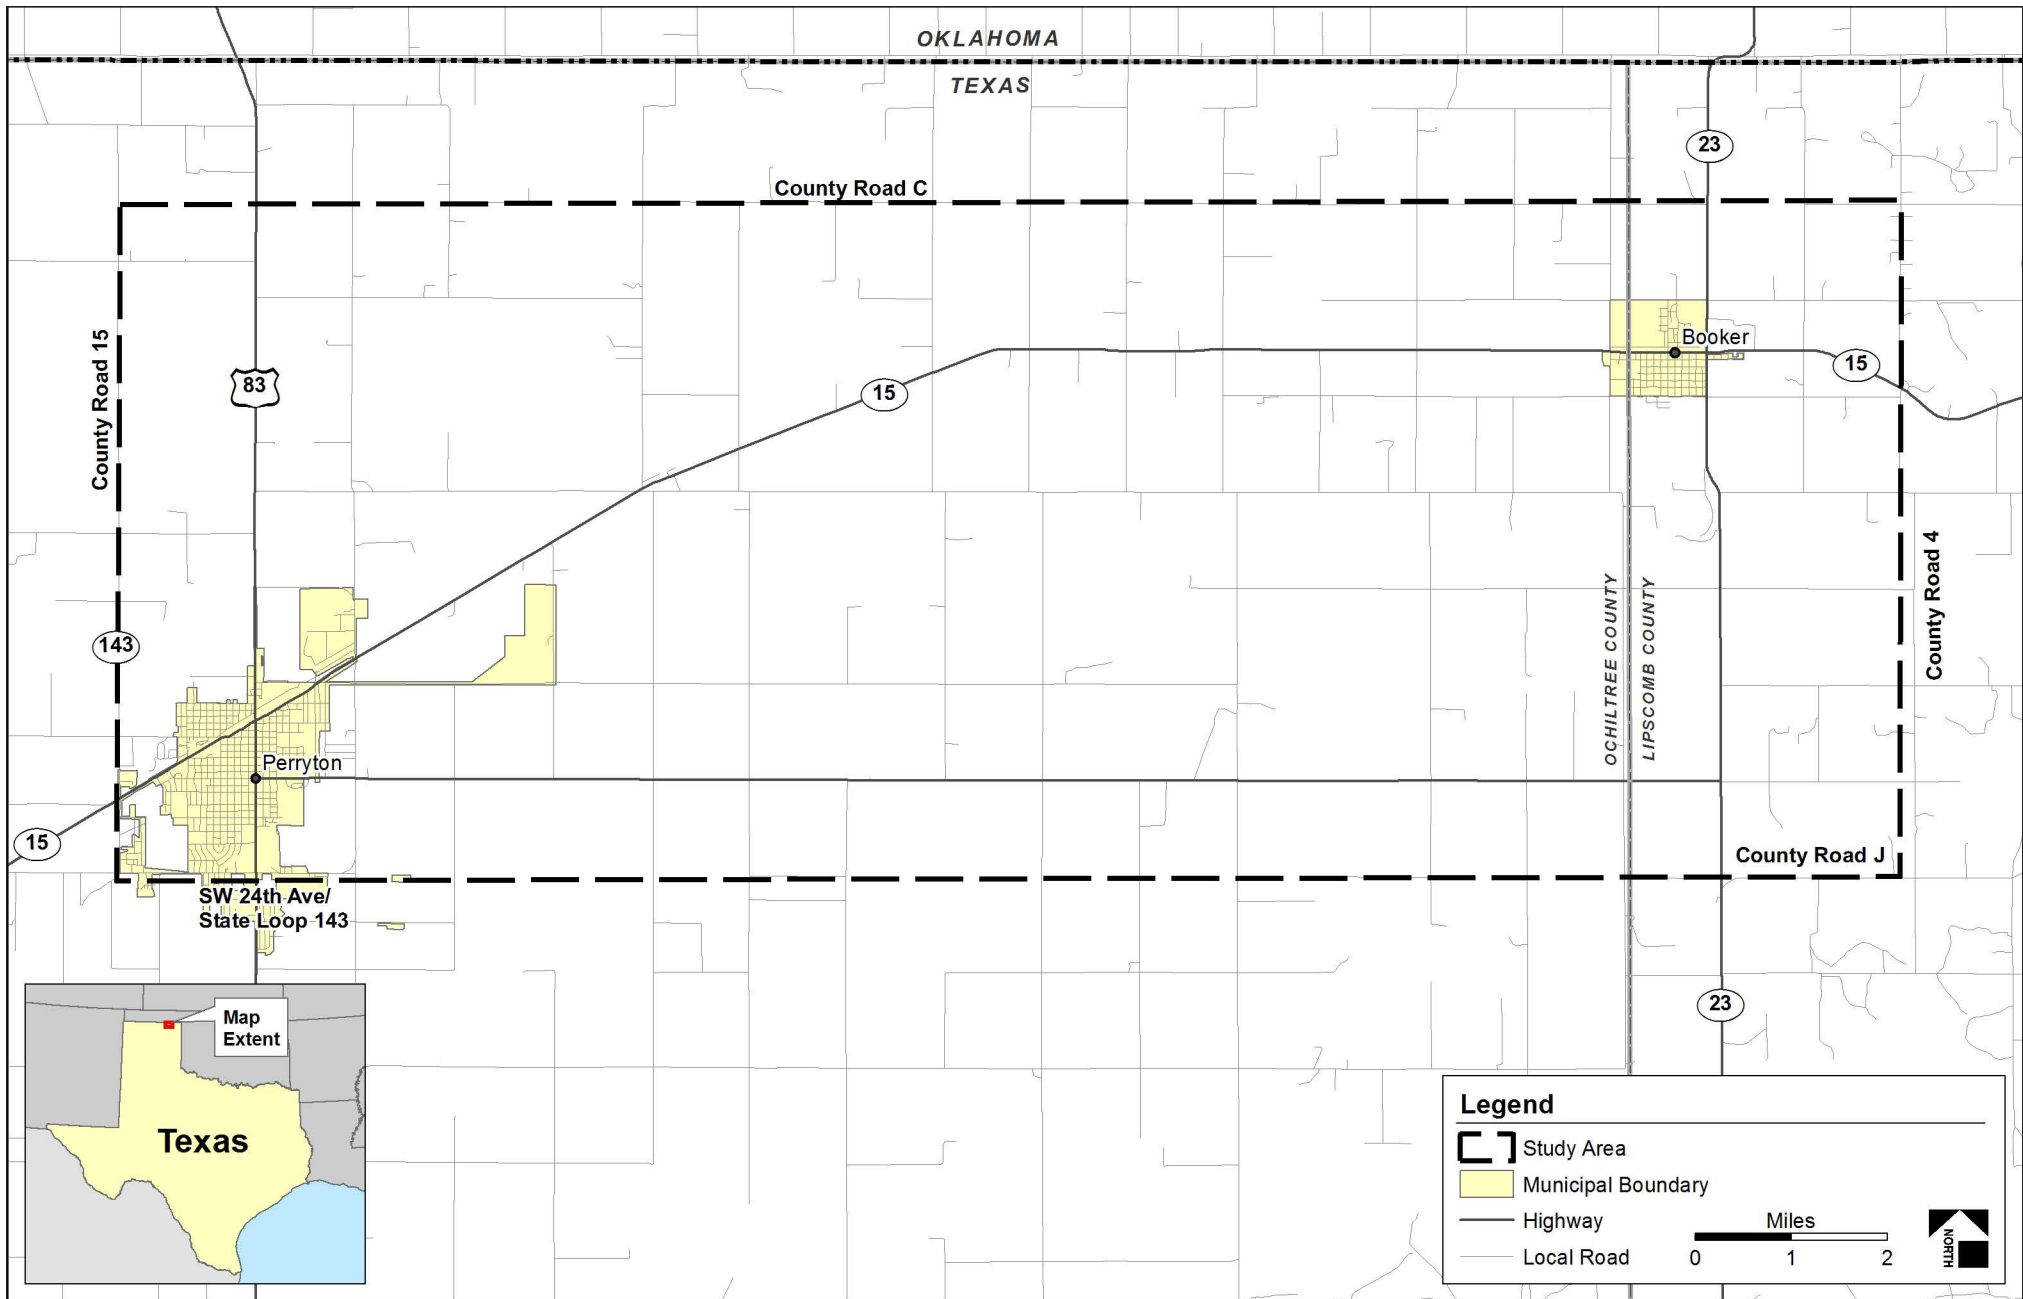 OKLAHOMA
TEXAS
23
County Road C
County Road 15
83
15
Booker
15
143
OCHILTREE COUNTY
LIPSCOMB COUNTY
County Road 4
Perryton
15
County Road J
SW 24th Ave/
State Loop 143
23
Map
Extent
Texas
Legend
Study Area
Municipal Boundary
Highway
Local Road
Miles
0 1 2
NORTH